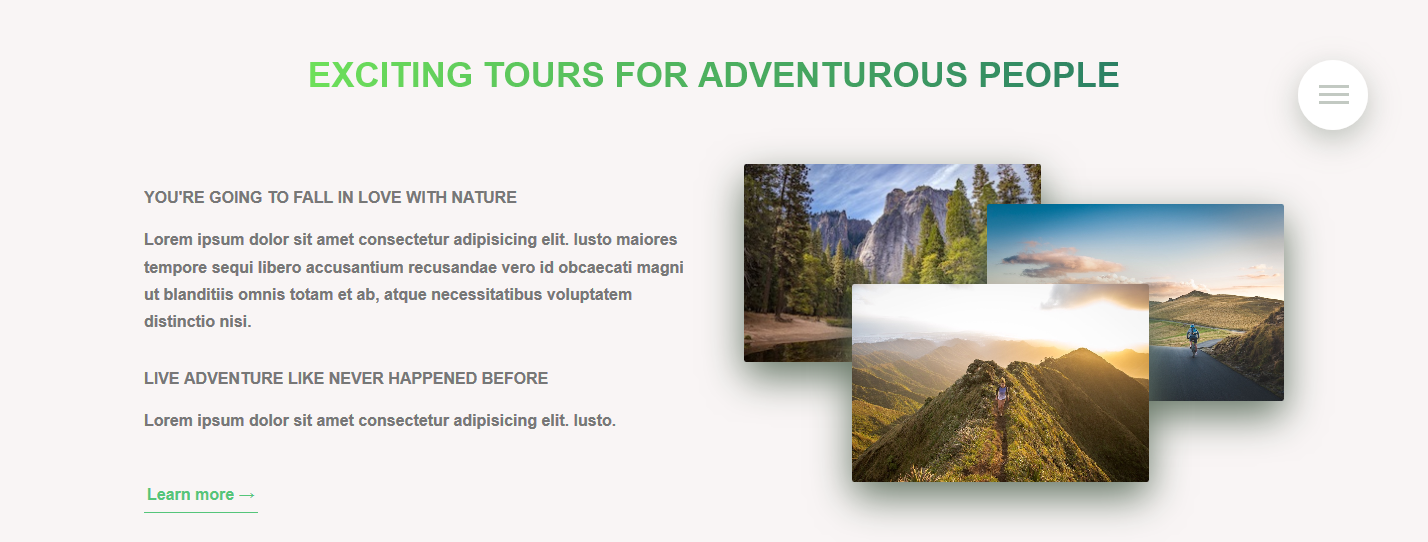 EXCITING TOURS FOR ADVENTUROUS PEOPLE
YOU'RE GOING TO FALL IN LOVE WITH NATURE
Lorem ipsum dolor sit amet consectetur adipisicing elit. Iusto maiores
tempore sequi libero accusantium recusandae vero id obcaecati magni
ut blanditiis omnis totam et ab, atque necessitatibus voluptatem
distinctio nisi.
LIVE ADVENTURE LIKE NEVER HAPPENED BEFORE
Lorem ipsum dolor sit amet consectetur adipisicing elit. Iusto.
Learn more →